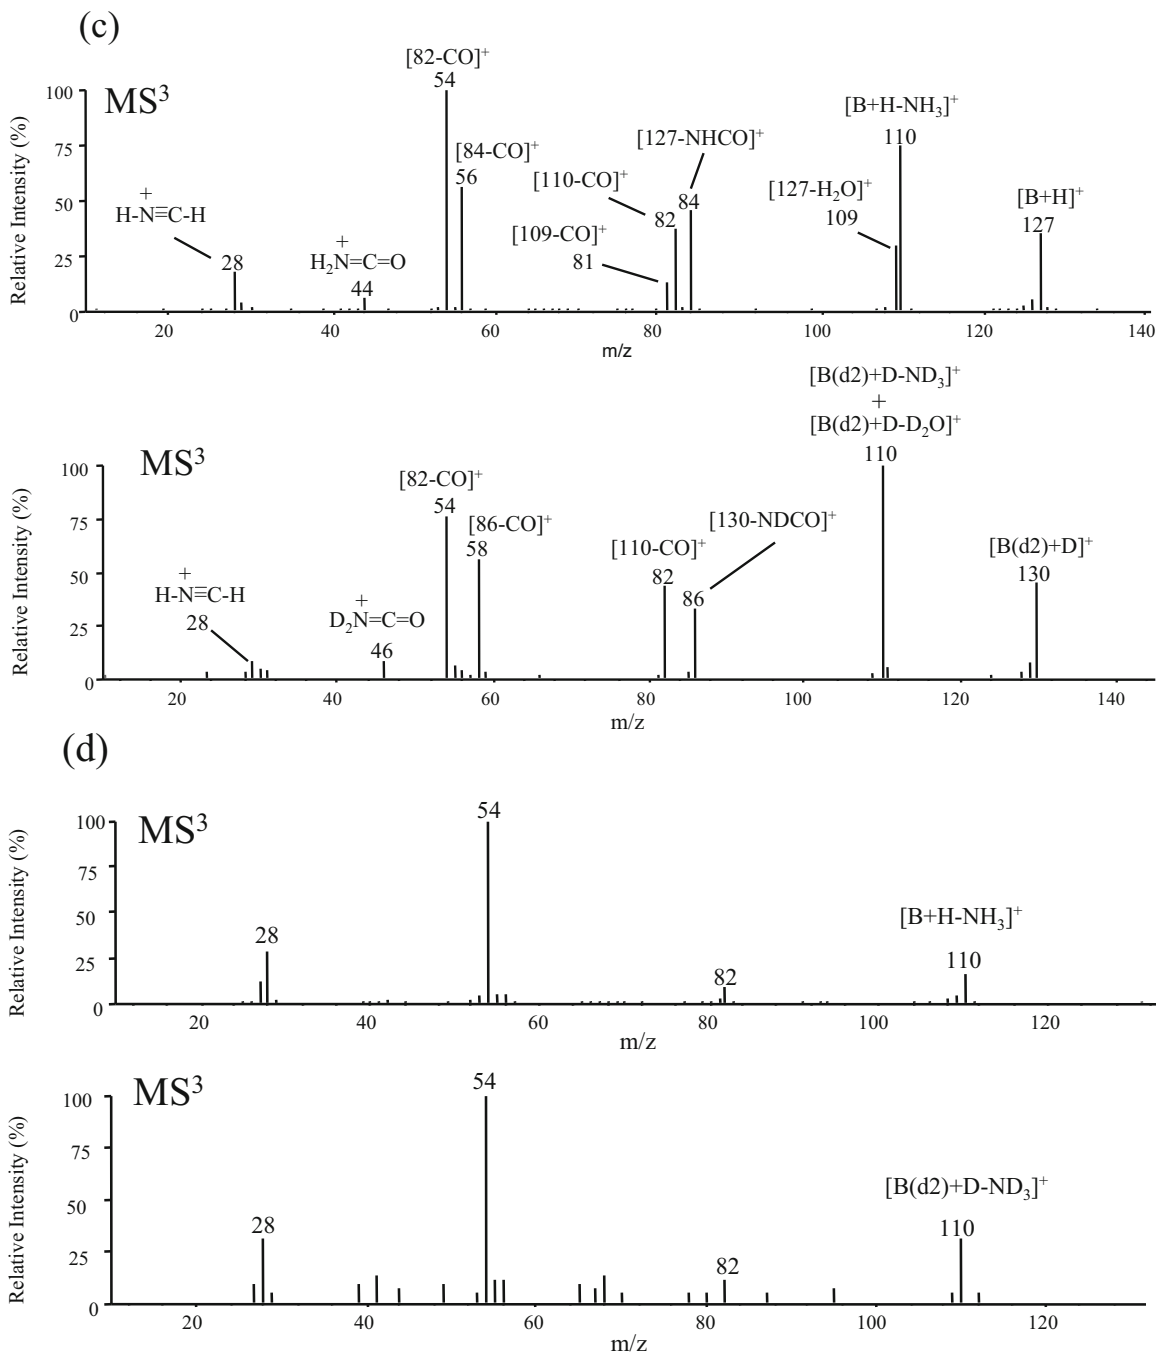 (c)
MS³
Relative Intensity (%)
100
75
50
25
0
[82-CO]⁺
54
[84-CO]⁺
56
[127-NHCO]⁺
84
[110-CO]⁺
82
[109-CO]⁺
81
[B+H-NH₃]⁺
110
[127-H₂O]⁺
109
[B+H]⁺
127
+
H-N≡C-H
28
+
H₂N=C=O
44
20 40 60 80 100 120 140
m/z
MS³
Relative Intensity (%)
100
75
50
25
0
[B(d2)+D-ND₃]⁺
+
[B(d2)+D-D₂O]⁺
110
[82-CO]⁺
54
[86-CO]⁺
58
[110-CO]⁺
82
[130-NDCO]⁺
86
[B(d2)+D]⁺
130
+
H-N≡C-H
28
+
D₂N=C=O
46
20 40 60 80 100 120 140
m/z
(d)
MS³
Relative Intensity (%)
100
75
50
25
0
54
28
82
[B+H-NH₃]⁺
110
20 40 60 80 100 120
m/z
MS³
Relative Intensity (%)
100
75
50
25
0
54
28
82
[B(d2)+D-ND₃]⁺
110
20 40 60 80 100 120
m/z